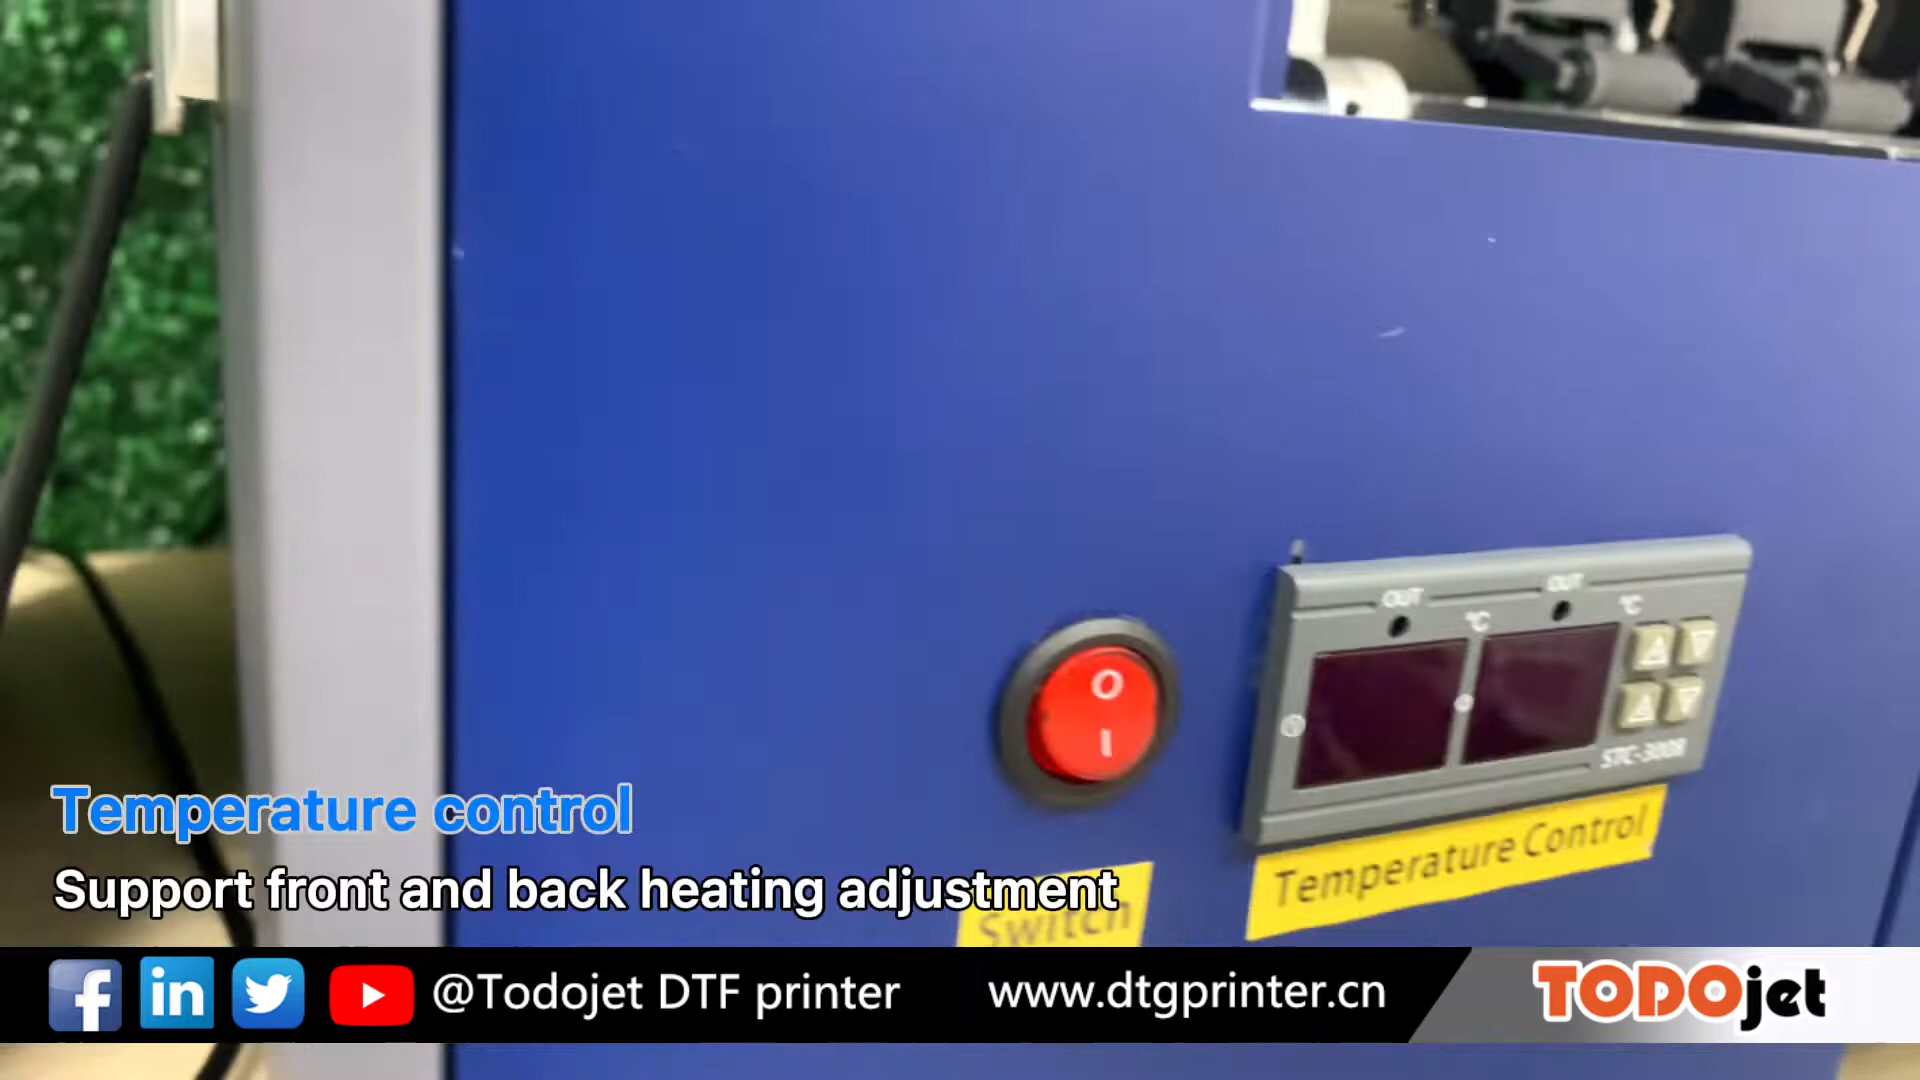 OUT
OUT
°C
°C
O
I
STC-3008
Temperature Control
Switch
Temperature control
Support front and back heating adjustment
f in @Todojet DTF printer www.dtgprinter.cn TODOjet